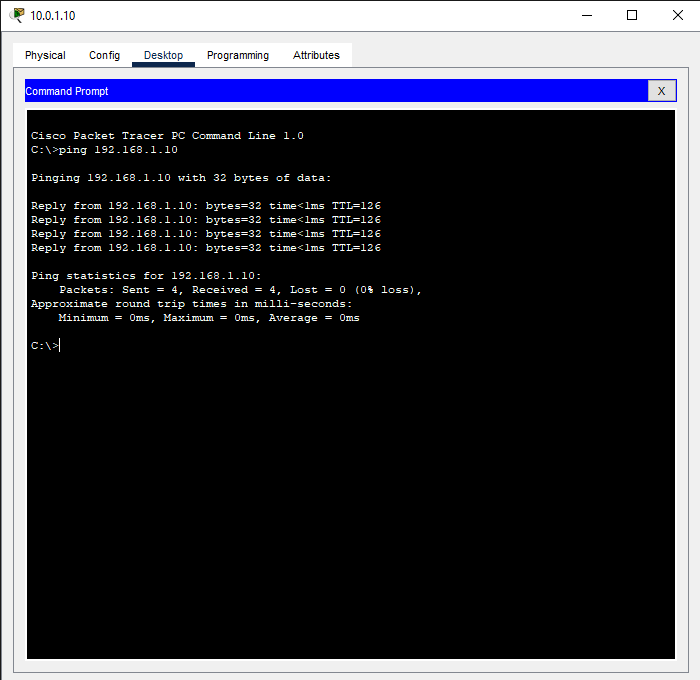 10.0.1.10
Physical Config Desktop Programming Attributes
Command Prompt X
Cisco Packet Tracer PC Command Line 1.0
C:\>ping 192.168.1.10
Pinging 192.168.1.10 with 32 bytes of data:
Reply from 192.168.1.10: bytes=32 time<1ms TTL=126
Reply from 192.168.1.10: bytes=32 time<1ms TTL=126
Reply from 192.168.1.10: bytes=32 time<1ms TTL=126
Reply from 192.168.1.10: bytes=32 time<1ms TTL=126
Ping statistics for 192.168.1.10:
    Packets: Sent = 4, Received = 4, Lost = 0 (0% loss),
Approximate round trip times in milli-seconds:
    Minimum = 0ms, Maximum = 0ms, Average = 0ms
C:\>